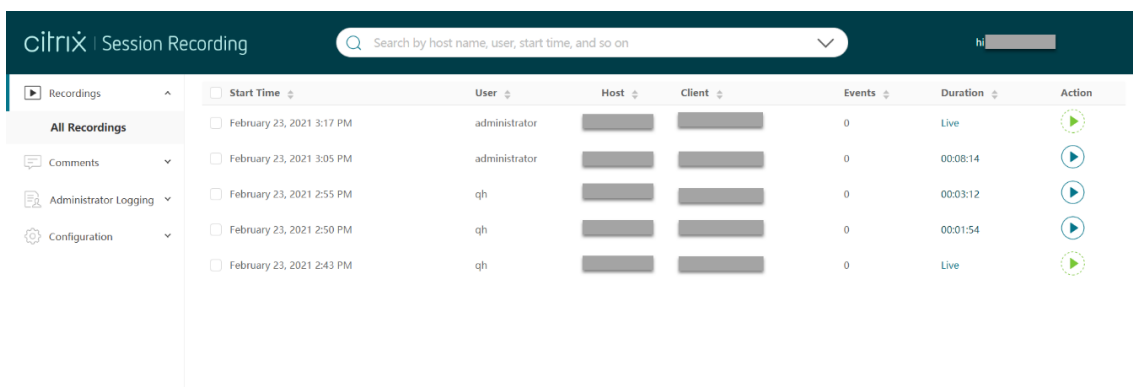 citrix | Session Recording
Search by host name, user, start time, and so on
hi
Recordings
All Recordings
Comments
Administrator Logging
Configuration
Start Time User Host Client Events Duration Action
February 23, 2021 3:17 PM administrator 0 Live
February 23, 2021 3:05 PM administrator 0 00:08:14
February 23, 2021 2:55 PM qh 0 00:03:12
February 23, 2021 2:50 PM qh 0 00:01:54
February 23, 2021 2:43 PM qh 0 Live